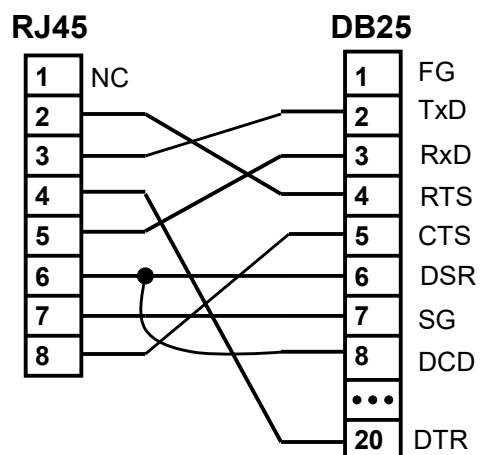 RJ45 DB25
1 NC 1 FG
2 2 TxD
3 3 RxD
4 4 RTS
5 5 CTS
6 6 DSR
7 7 SG
8 8 DCD
•••
20 DTR